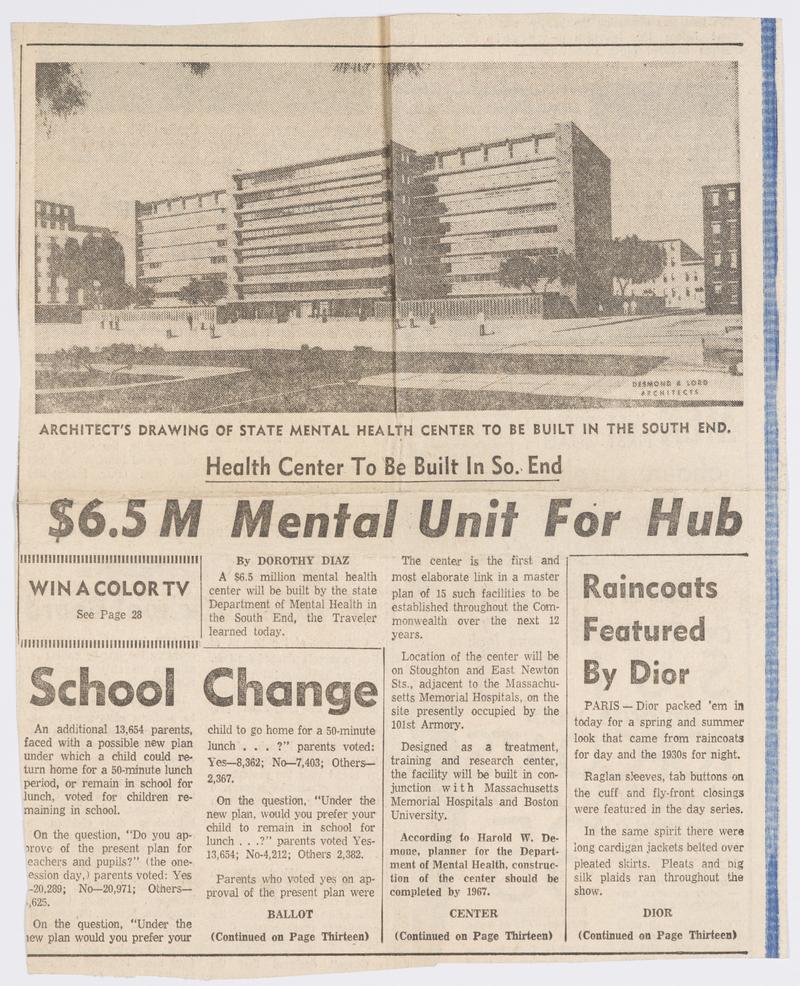 DESMOND & LORD
ARCHITECTS
ARCHITECT'S DRAWING OF STATE MENTAL HEALTH CENTER TO BE BUILT IN THE SOUTH END.
Health Center To Be Built In So. End
$6.5 M Mental Unit For Hub
WIN A COLOR TV
See Page 28
By DOROTHY DIAZ
A $6.5 million mental health
center will be built by the state
Department of Mental Health in
the South End, the Traveler
learned today.
The center is the first and
most elaborate link in a master
plan of 15 such facilities to be
established throughout the Com-
monwealth over the next 12
years.
Location of the center will be
on Stoughton and East Newton
Sts., adjacent to the Massachu-
setts Memorial Hospitals, on the
site presently occupied by the
101st Armory.
Designed as a treatment,
training and research center,
the facility will be built in con-
junction with Massachusetts
Memorial Hospitals and Boston
University.
According to Harold W. De-
mone, planner for the Depart-
ment of Mental Health, construc-
tion of the center should be
completed by 1967.
CENTER
(Continued on Page Thirteen)
School Change
An additional 13,654 parents,
faced with a possible new plan
under which a child could re-
turn home for a 50-minute lunch
period, or remain in school for
lunch, voted for children re-
maining in school.
On the question, "Do you ap-
prove of the present plan for
eachers and pupils?" (the one-
ession day,) parents voted: Yes
-20,289; No—20,971; Others—
,625.
On the question, "Under the
new plan would you prefer your
child to go home for a 50-minute
lunch . . . ?" parents voted:
Yes—8,362; No—7,403; Others—
2,367.
On the question, "Under the
new plan, would you prefer your
child to remain in school for
lunch . . .?" parents voted Yes-
13,654; No-4,212; Others 2,382.
Parents who voted yes on ap-
proval of the present plan were
BALLOT
(Continued on Page Thirteen)
Raincoats
Featured
By Dior
PARIS — Dior packed 'em in
today for a spring and summer
look that came from raincoats
for day and the 1930s for night.
Raglan sleeves, tab buttons on
the cuff and fly-front closings
were featured in the day series.
In the same spirit there were
long cardigan jackets belted over
pleated skirts. Pleats and big
silk plaids ran throughout the
show.
DIOR
(Continued on Page Thirteen)